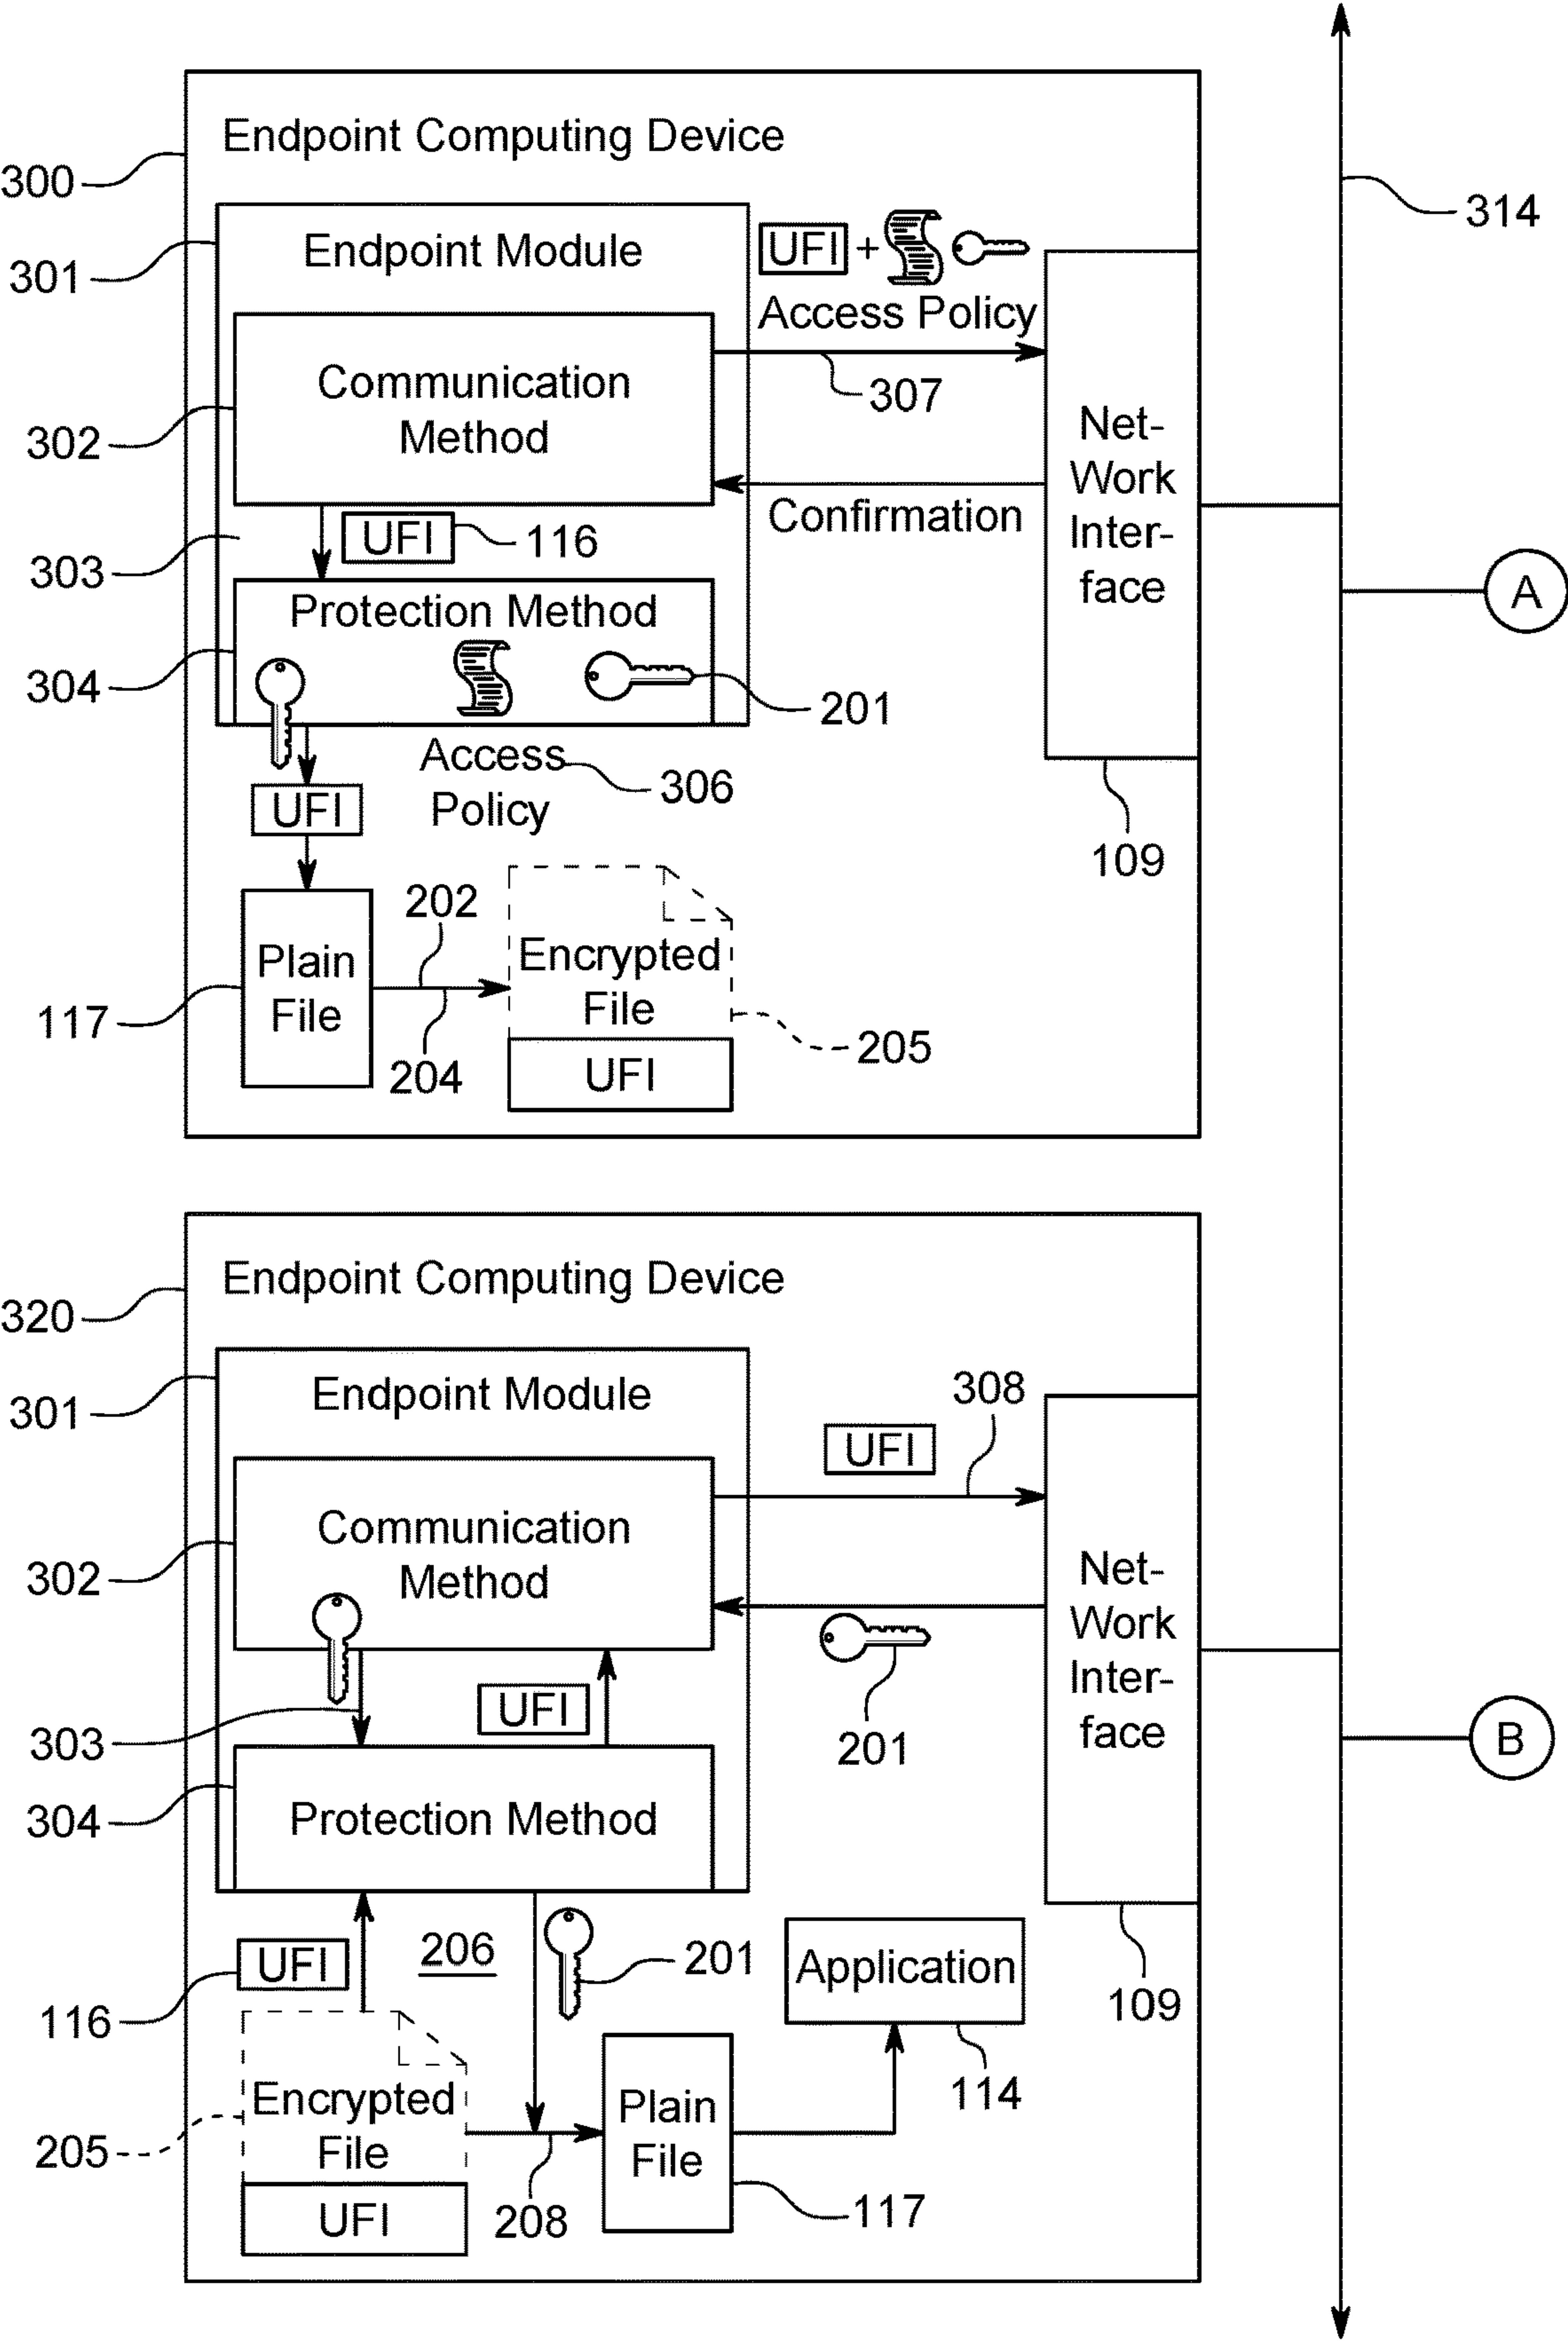 Endpoint Computing Device
300
314
Endpoint Module
301
UFI +
Access Policy
307
Communication
Method
302
Net-
Work
Inter-
face
Confirmation
UFI
116
303
A
Protection Method
304
201
Access
Policy
306
UFI
109
202
Plain
File
Encrypted
File
117
204
205
UFI
Endpoint Computing Device
320
Endpoint Module
301
308
UFI
Communication
Method
302
Net-
Work
Inter-
face
201
UFI
303
B
Protection Method
304
UFI
206
201
Application
116
109
114
Encrypted
File
Plain
File
205
208
117
UFI